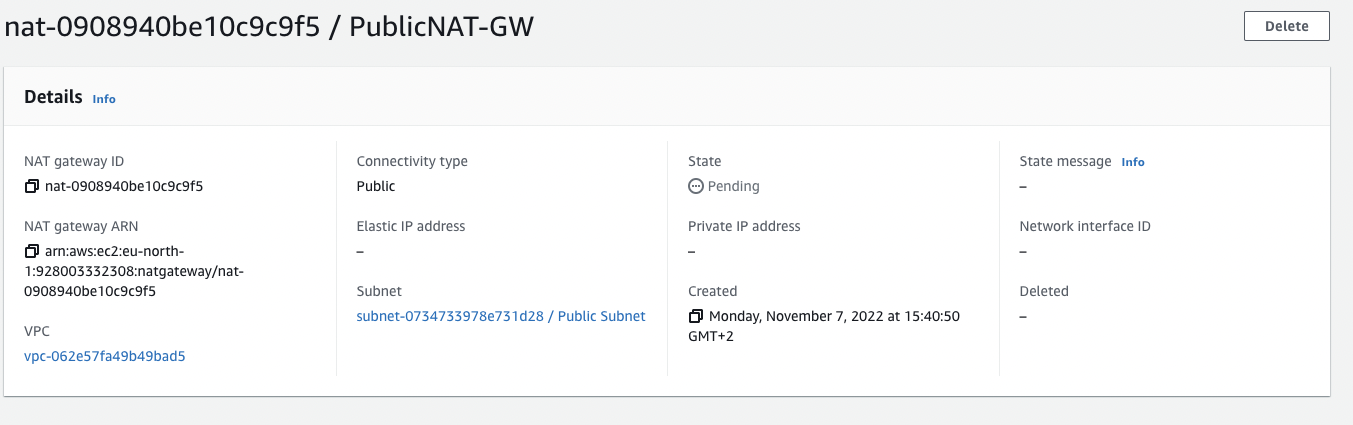 nat-0908940be10c9c9f5 / PublicNAT-GW
Delete
Details Info
NAT gateway ID
nat-0908940be10c9c9f5
NAT gateway ARN
arn:aws:ec2:eu-north-
1:928003332308:natgateway/nat-
0908940be10c9c9f5
VPC
vpc-062e57fa49b49bad5
Connectivity type
Public
Elastic IP address
–
Subnet
subnet-0734733978e731d28 / Public Subnet
State
Pending
Private IP address
–
Created
Monday, November 7, 2022 at 15:40:50
GMT+2
State message Info
–
Network interface ID
–
Deleted
–